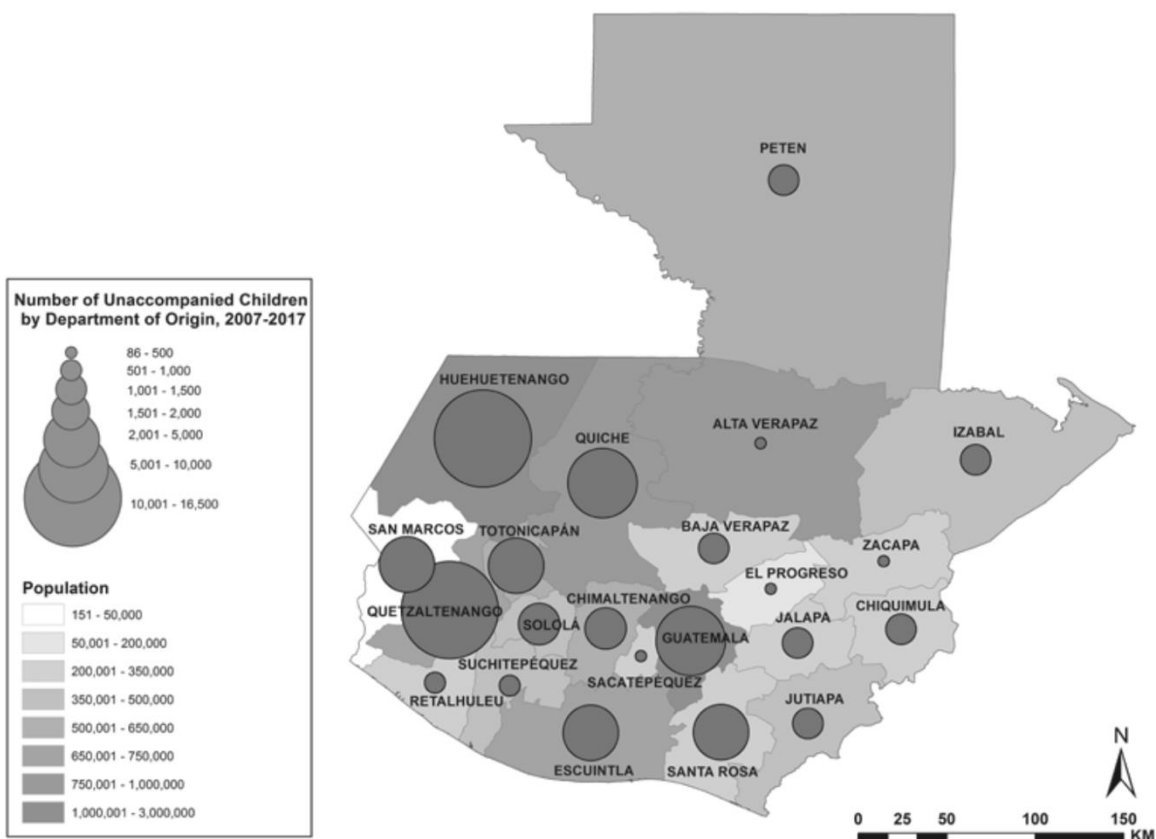 PETEN
Number of Unaccompanied Children
by Department of Origin, 2007-2017
86 - 500
501 - 1,000
1,001 - 1,500
1,501 - 2,000
2,001 - 5,000
5,001 - 10,000
10,001 - 16,500
Population
151 - 50,000
50,001 - 200,000
200,001 - 350,000
350,001 - 500,000
500,001 - 650,000
650,001 - 750,000
750,001 - 1,000,000
1,000,001 - 3,000,000
HUEHUETENANGO
QUICHE
ALTA VERAPAZ
IZABAL
SAN MARCOS
TOTONICAPÁN
BAJA VERAPAZ
ZACAPA
EL PROGRESO
QUETZALTENANGO
CHIMALTENANGO
CHIQUIMULA
SOLOLÁ
GUATEMALA
JALAPA
SUCHITEPÉQUEZ
SACATEPÉQUEZ
RETALHULEU
JUTIAPA
ESCUINTLA
SANTA ROSA
N
0 25 50 100 150
KM